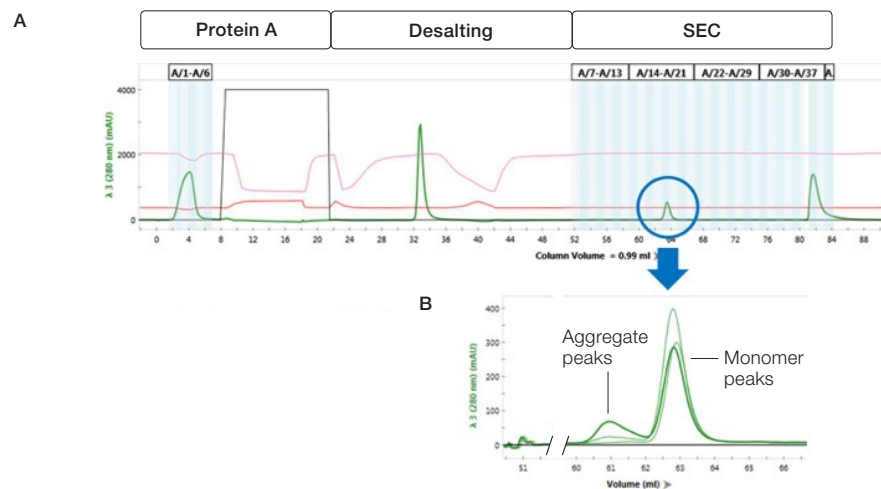 A
Protein A
Desalting
SEC
A/1-A/6
A/7-A/13
A/14-A/21
A/22-A/29
A/30-A/37
A.
λ 3 (280 nm) (mAU)
4000
2000
0
0 4 8 12 16 20 24 28 32 36 40 44 48 52 56 60 64 68 72 76 80 84 88
Column Volume = 0.99 ml
B
λ 3 (280 nm) (mAU)
400
300
200
100
0
Aggregate
peaks
Monomer
peaks
51 60 61 62 63 64 65 66
Volume (ml)